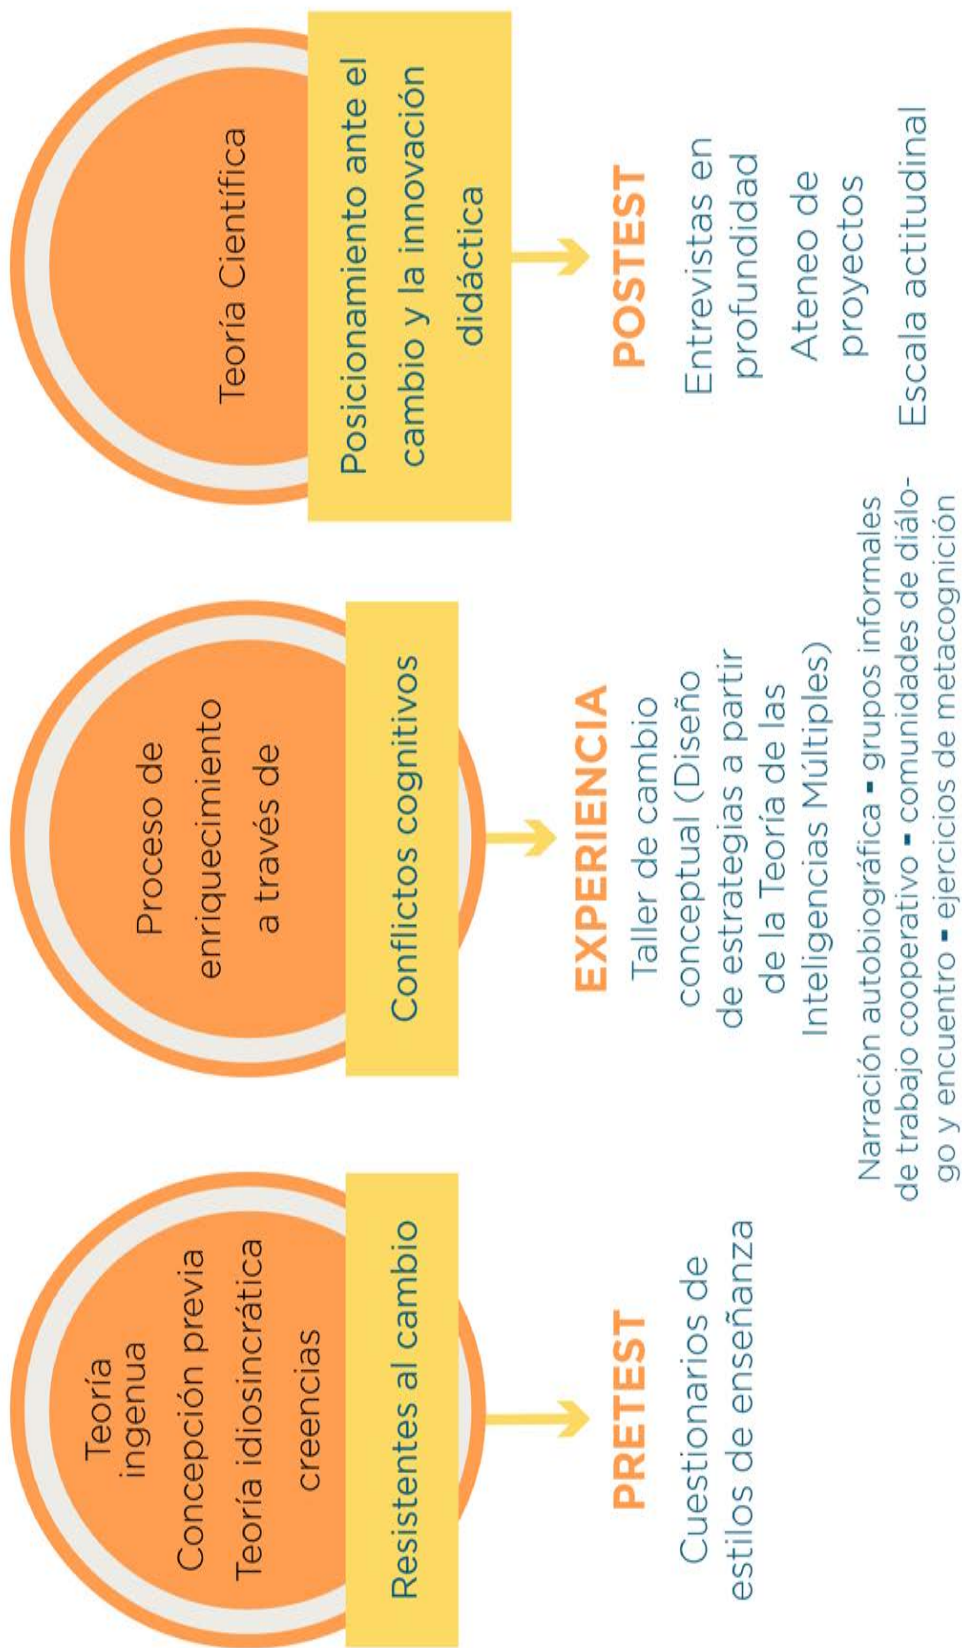 Teoría
ingenua
Concepción previa
Teoría idiosincrática
creencias
Resistentes al cambio
PRETEST
Cuestionarios de
estilos de enseñanza
Proceso de
enriquecimiento
a través de
Conflictos cognitivos
EXPERIENCIA
Taller de cambio
conceptual (Diseño
de estrategias a partir
de la Teoría de las
Inteligencias Múltiples)
Narración autobiográfica ▪ grupos informales
de trabajo cooperativo ▪ comunidades de diálo-
go y encuentro ▪ ejercicios de metacognición
Teoría Científica
Posicionamiento ante el
cambio y la innovación
didáctica
POSTEST
Entrevistas en
profundidad
Ateneo de
proyectos
Escala actitudinal